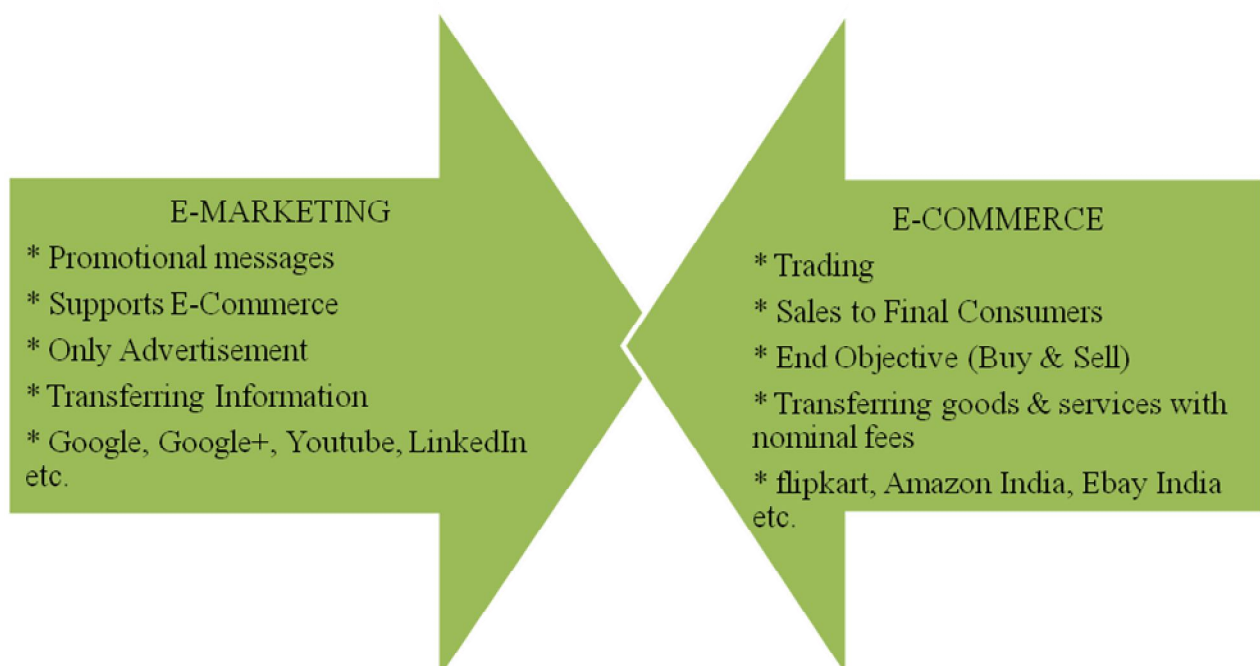 E-MARKETING
* Promotional messages
* Supports E-Commerce
* Only Advertisement
* Transferring Information
* Google, Google+, Youtube, LinkedIn
etc.
E-COMMERCE
* Trading
* Sales to Final Consumers
* End Objective (Buy & Sell)
* Transferring goods & services with
nominal fees
* flipkart, Amazon India, Ebay India
etc.